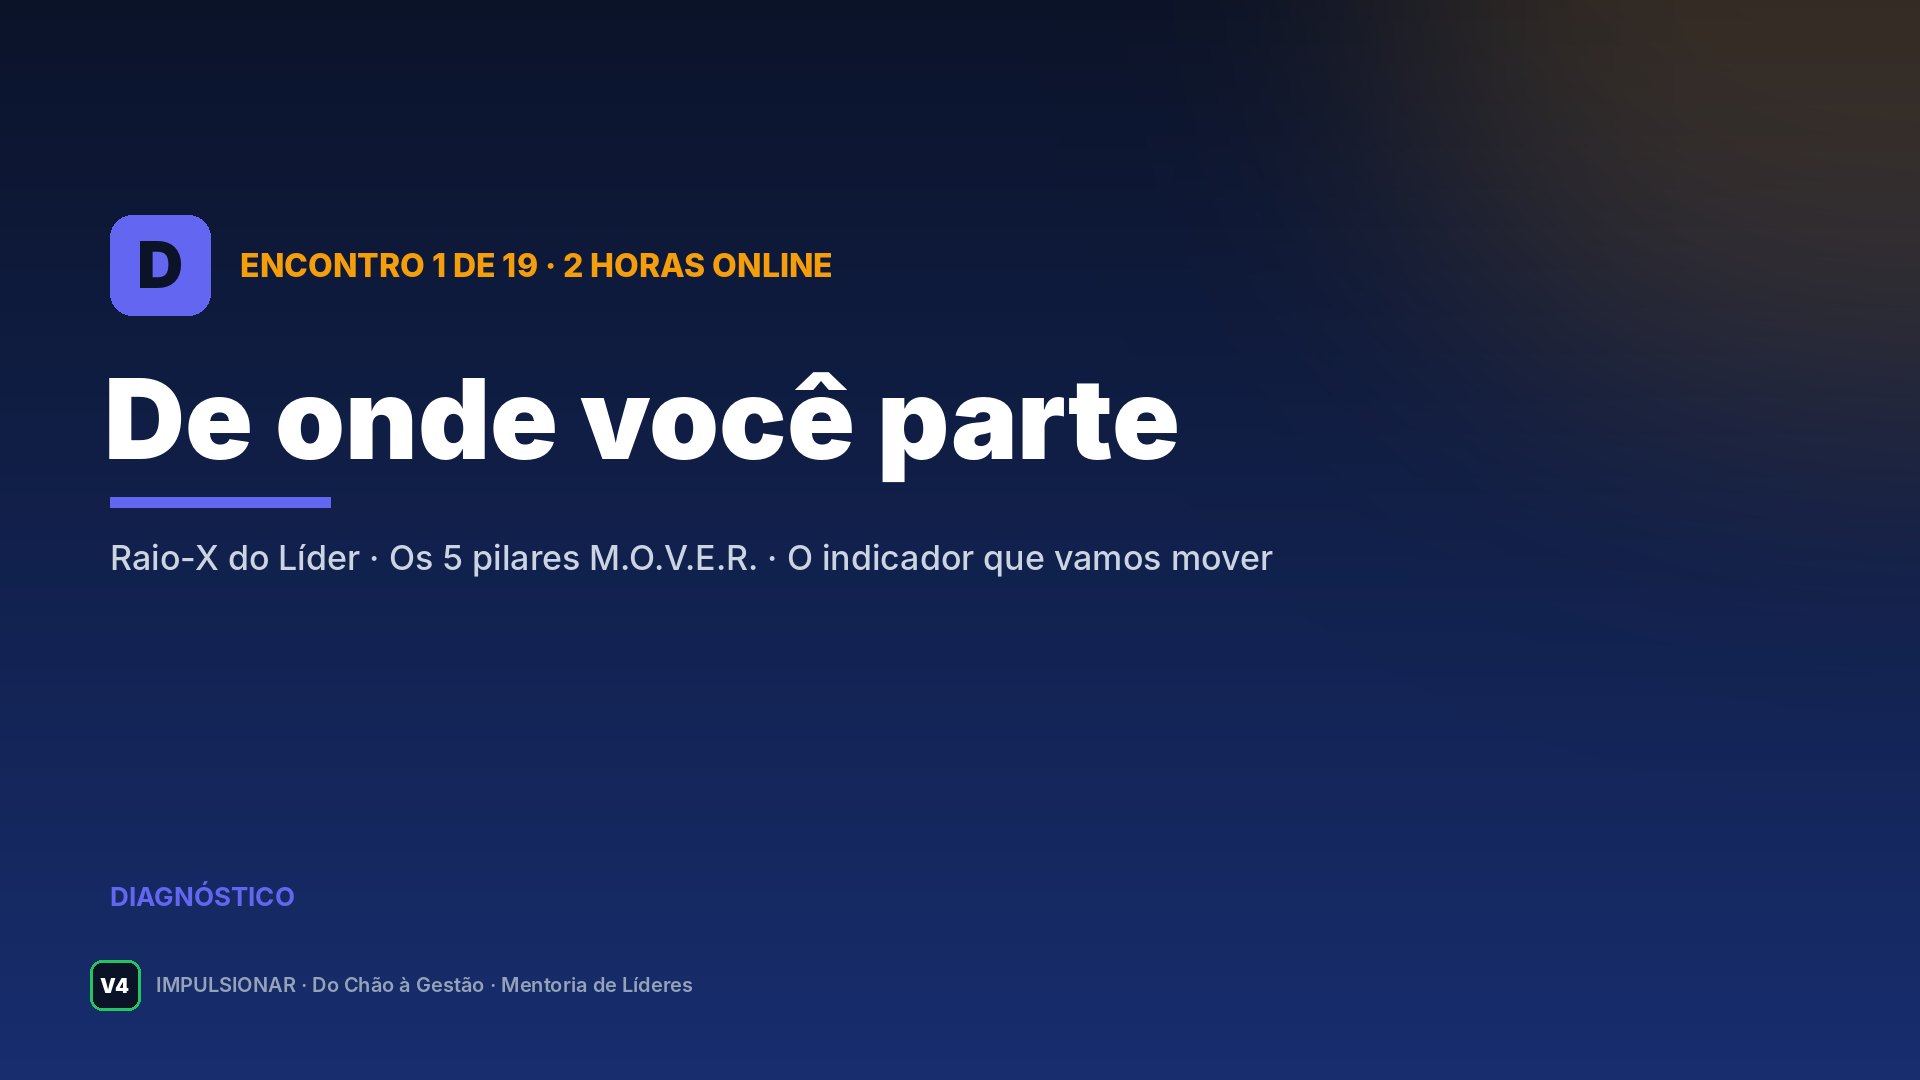 D
ENCONTRO 1 DE 19 · 2 HORAS ONLINE
De onde você parte
Raio-X do Líder · Os 5 pilares M.O.V.E.R. · O indicador que vamos mover
DIAGNÓSTICO
V4
IMPULSIONAR · Do Chão à Gestão · Mentoria de Líderes